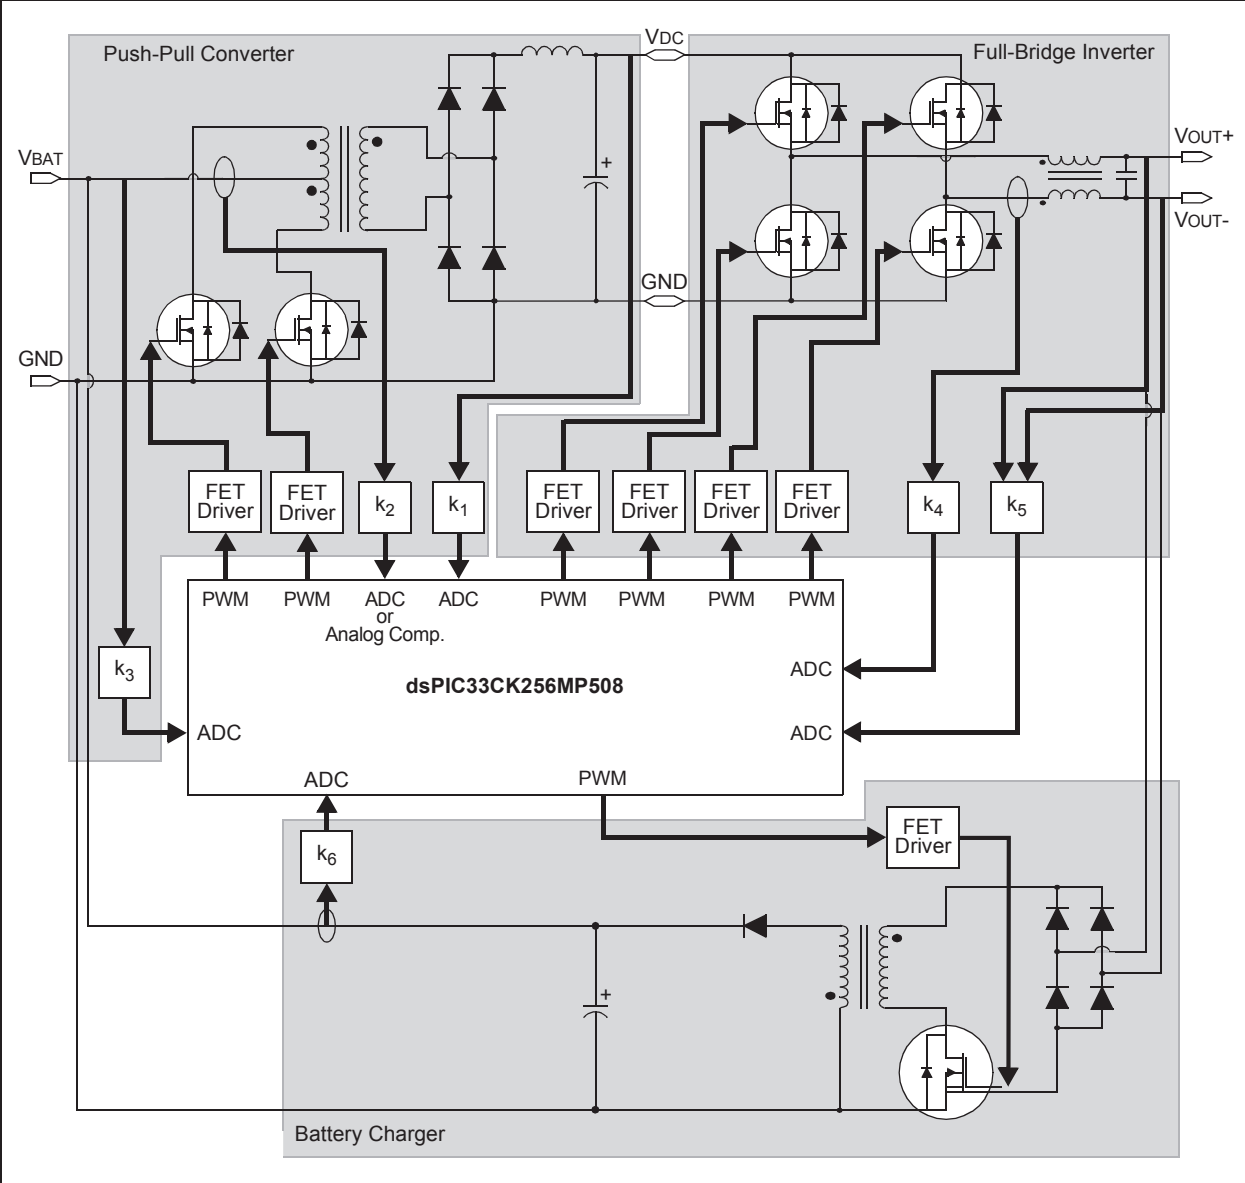 Push-Pull Converter
VDC
Full-Bridge Inverter
VBAT
VOUT+
VOUT-
+
GND
GND
FET
Driver
FET
Driver
k2
k1
FET
Driver
FET
Driver
FET
Driver
FET
Driver
k4
k5
PWM
PWM
ADC
or
Analog Comp.
ADC
PWM
PWM
PWM
PWM
k3
ADC
dsPIC33CK256MP508
ADC
ADC
ADC
PWM
k6
FET
Driver
+
Battery Charger